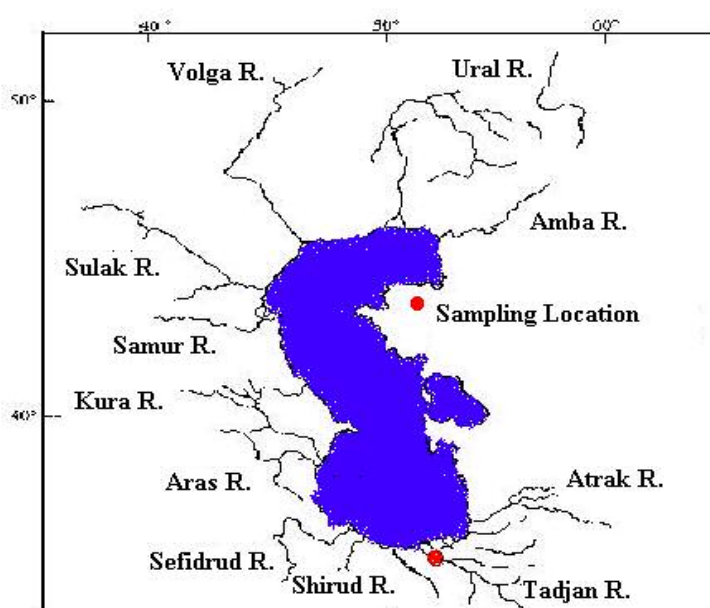 40° 50° 60°
Volga R.
Ural R.
50°
Amba R.
Sulak R.
Sampling Location
Samur R.
Kura R.
40°
Aras R.
Atrak R.
Sefidrud R.
Shirud R.
Tadjan R.